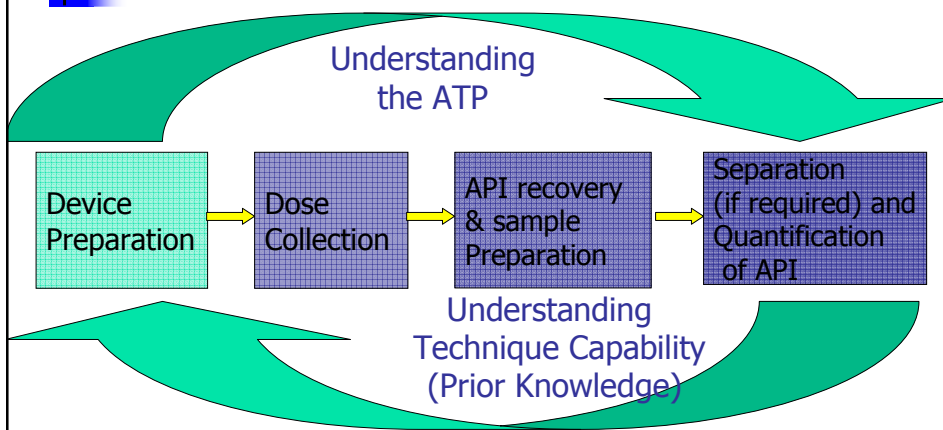 Understanding
the ATP
Device
Preparation
Dose
Collection
API recovery
& sample
Preparation
Separation
(if required) and
Quantification
of API
Understanding
Technique Capability
(Prior Knowledge)